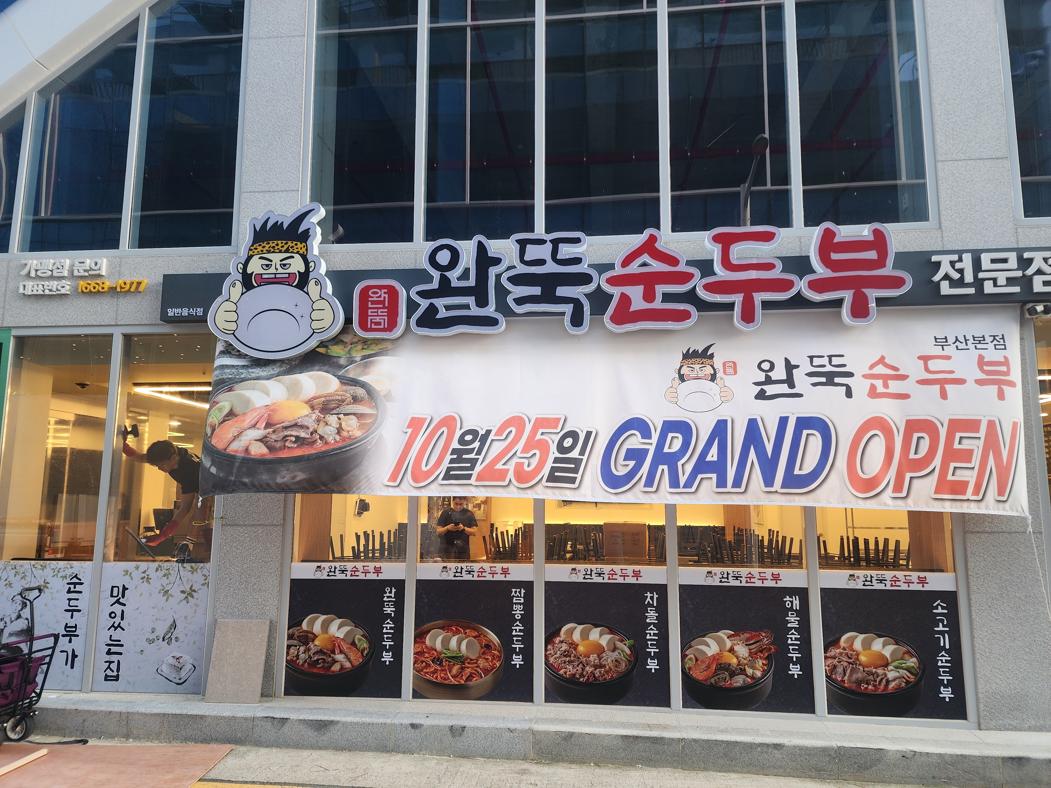 가맹점 문의
대표번호 1668-1977
일반음식점
완뚝
완뚝순두부
전문점
부산본점
완뚝순두부
10월25일 GRAND OPEN
순두부가
맛있는집
완뚝순두부
완뚝순두부
완뚝순두부
짬뽕순두부
완뚝순두부
차돌순두부
완뚝순두부
해물순두부
완뚝순두부
소고기순두부